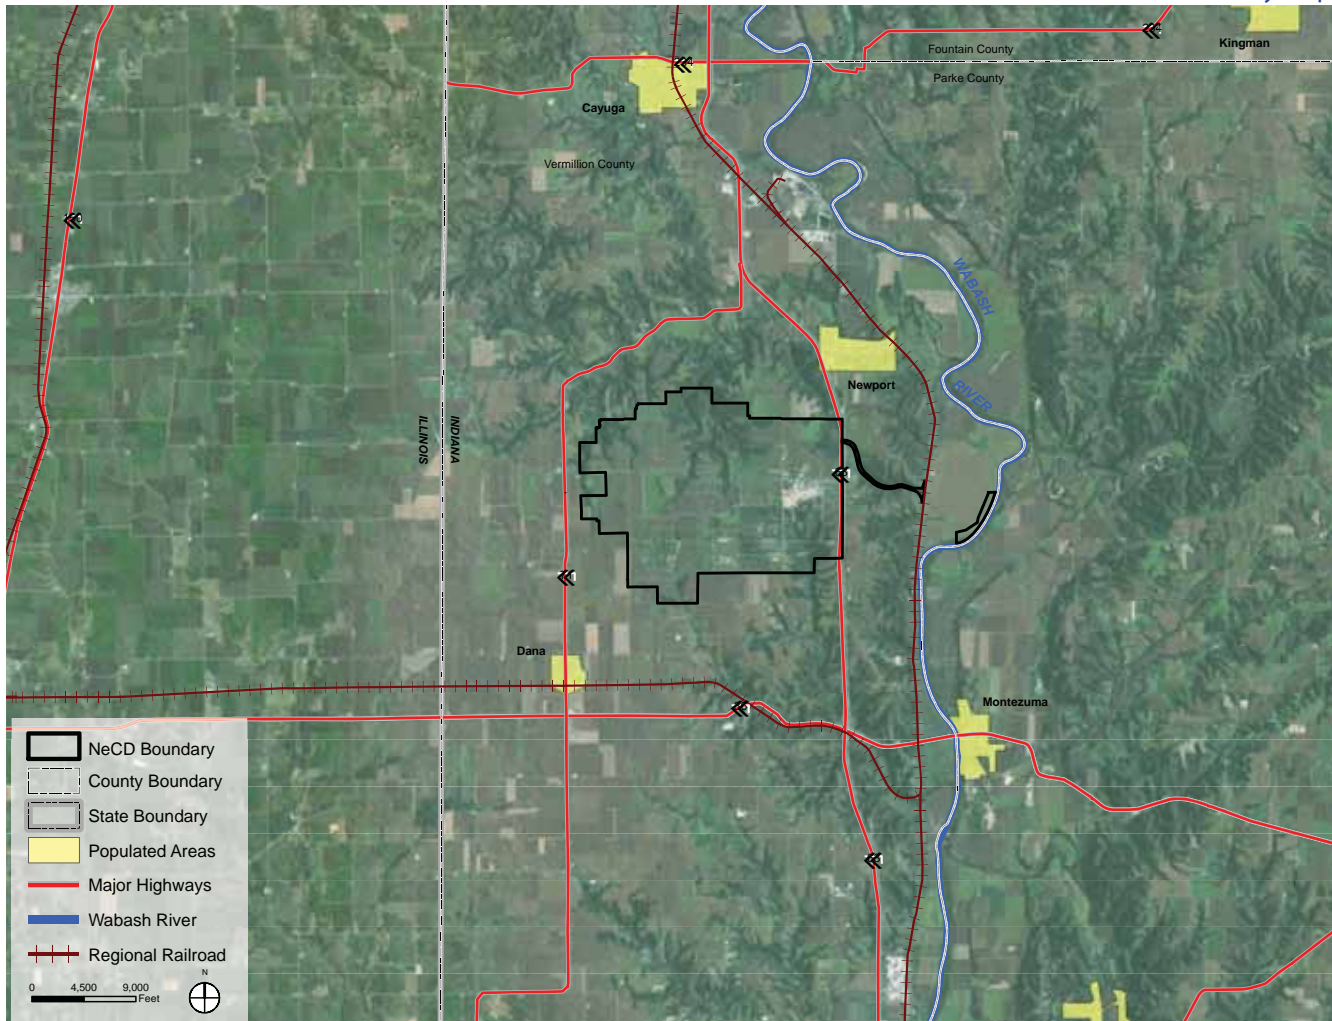 Kingman
Fountain County
Parke County
Cayuga
Vermillion County
WABASH
RIVER
Newport
ILLINOIS
INDIANA
Dana
Montezuma
NeCD Boundary
County Boundary
State Boundary
Populated Areas
Major Highways
Wabash River
Regional Railroad
N
0 4,500 9,000
Feet